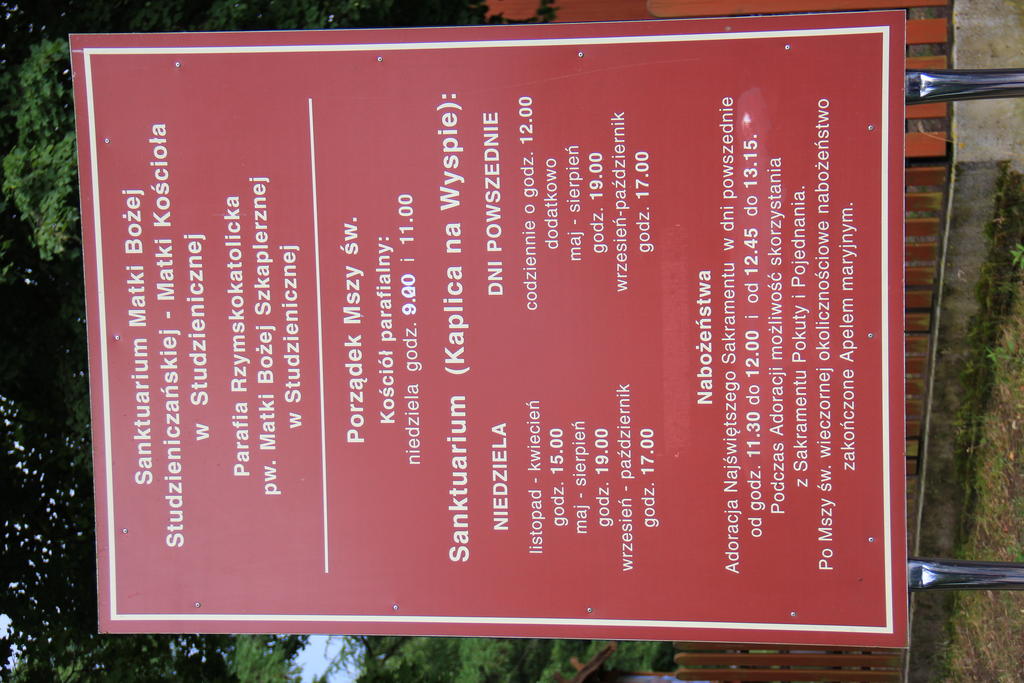 Sanktuarium Matki Bożej
Studzieniczańskiej - Matki Kościoła
w Studzienicznej
Parafia Rzymskokatolicka
pw. Matki Bożej Szkaplerznej
w Studzienicznej
Porządek Mszy św.
Kościół parafialny:
niedziela godz. 9.00 i 11.00
Sanktuarium (Kaplica na Wyspie):
NIEDZIELA
listopad - kwiecień
godz. 15.00
maj - sierpień
godz. 19.00
wrzesień - październik
godz. 17.00
DNI POWSZEDNIE
codziennie o godz. 12.00
dodatkowo
maj - sierpień
godz. 19.00
wrzesień-październik
godz. 17.00
Nabożeństwa
Adoracja Najświętszego Sakramentu w dni powszednie
od godz. 11.30 do 12.00 i od 12.45 do 13.15.
Podczas Adoracji możliwość skorzystania
z Sakramentu Pokuty i Pojednania.
Po Mszy św. wieczornej okolicznościowe nabożeństwo
zakończone Apelem maryjnym.